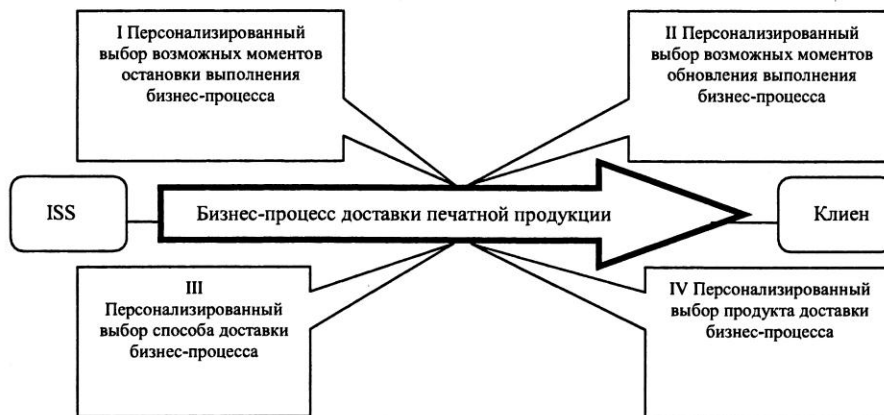 I Персонализированный
выбор возможных моментов
остановки выполнения
бизнес-процесса
II Персонализированный
выбор возможных моментов
обновления выполнения
бизнес-процесса
ISS
Бизнес-процесс доставки печатной продукции
Клиен
III
Персонализированный
выбор способа доставки
бизнес-процесса
IV Персонализированный
выбор продукта доставки
бизнес-процесса